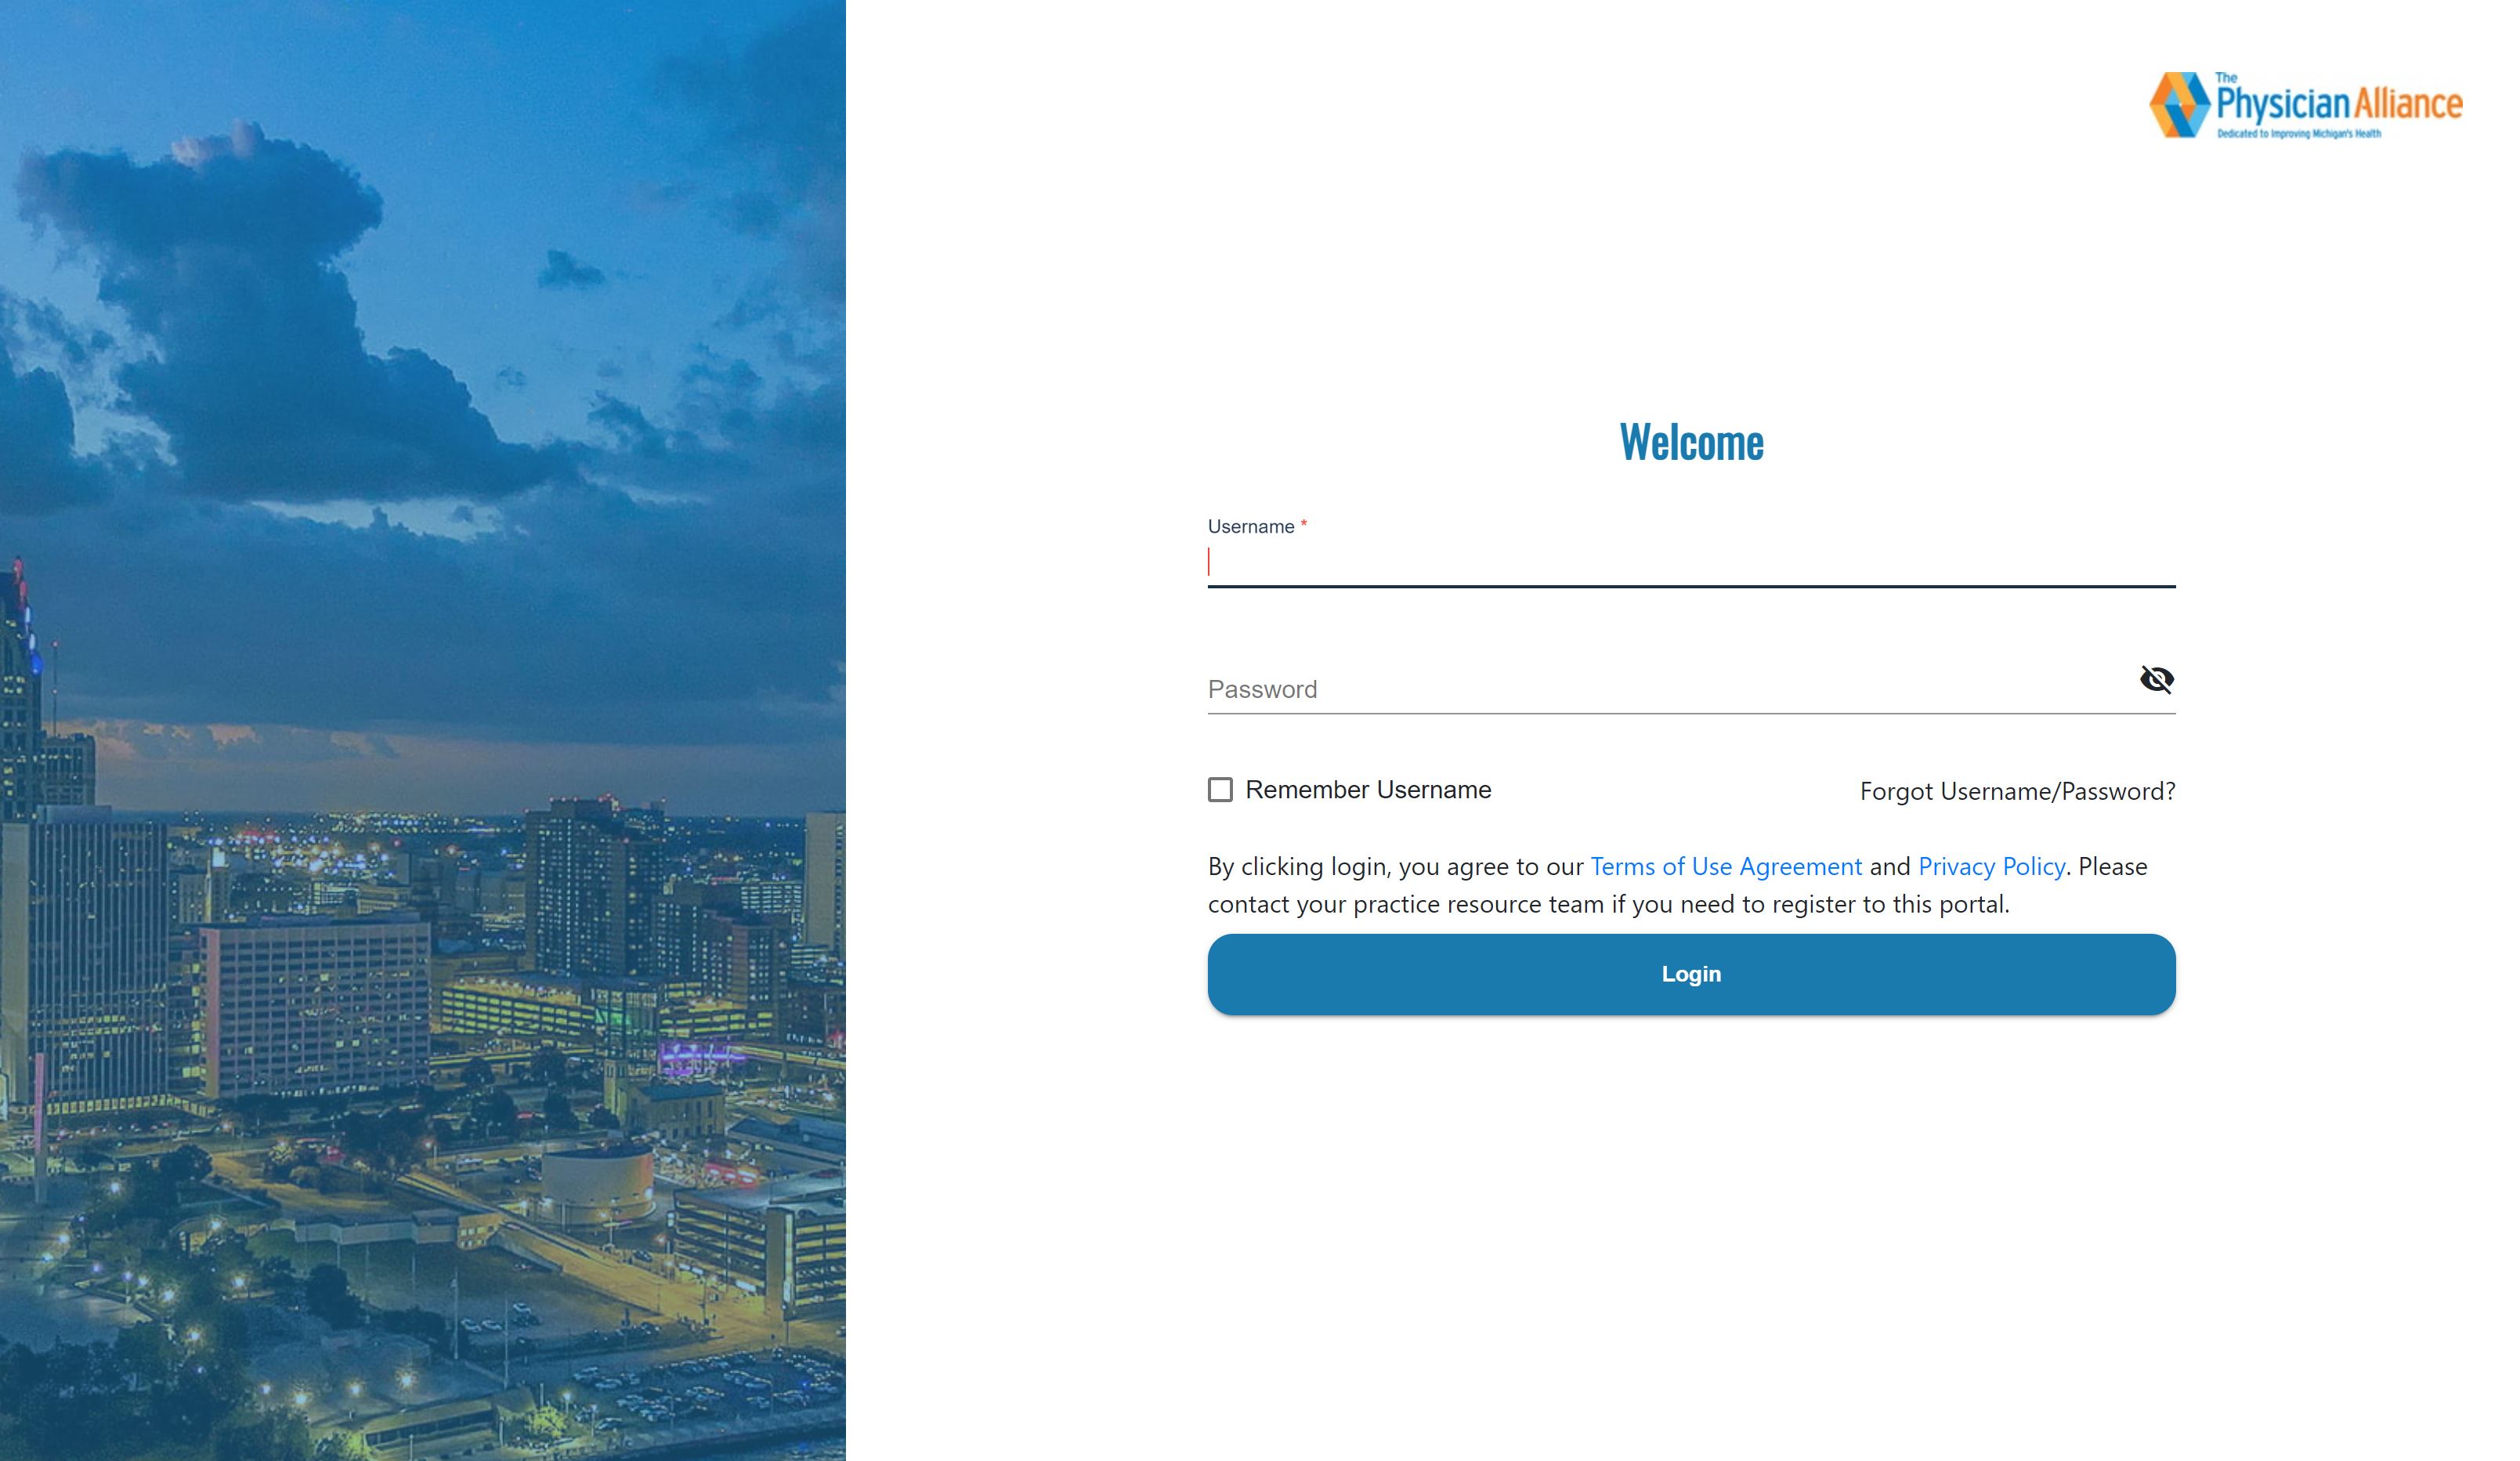 The
Physician Alliance
Dedicated to Improving Michigan's Health
Welcome
Username *
Password
Remember Username
Forgot Username/Password?
By clicking login, you agree to our Terms of Use Agreement and Privacy Policy. Please
contact your practice resource team if you need to register to this portal.
Login